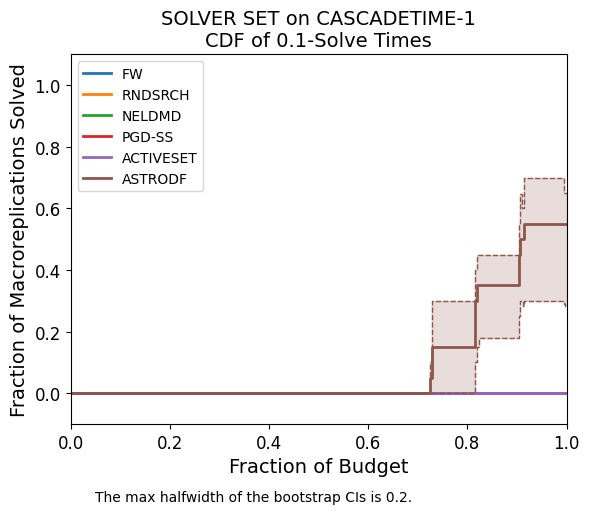 SOLVER SET on CASCADETIME-1
CDF of 0.1-Solve Times
Fraction of Macroreplications Solved
1.0
0.8
0.6
0.4
0.2
0.0
FW
RNDSRCH
NELDMD
PGD-SS
ACTIVESET
ASTRODF
0.0 0.2 0.4 0.6 0.8 1.0
Fraction of Budget
The max halfwidth of the bootstrap CIs is 0.2.